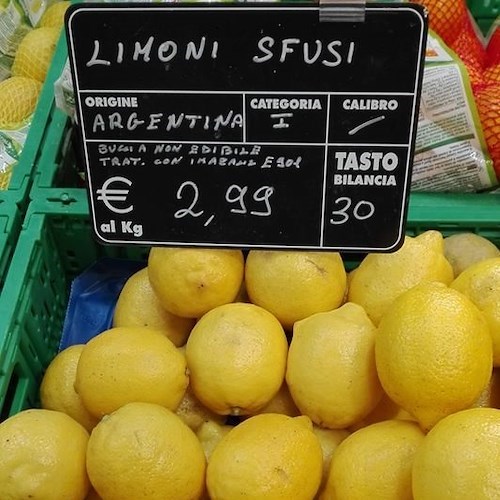 LIMONI SFUSI
ORIGINE CATEGORIA CALIBRO
ARGENTINA I /
BUCCIA NON EDIBILE
TRAT. CON IMAZALIL E904
TASTO
BILANCIA
€ 2,99 30
al Kg